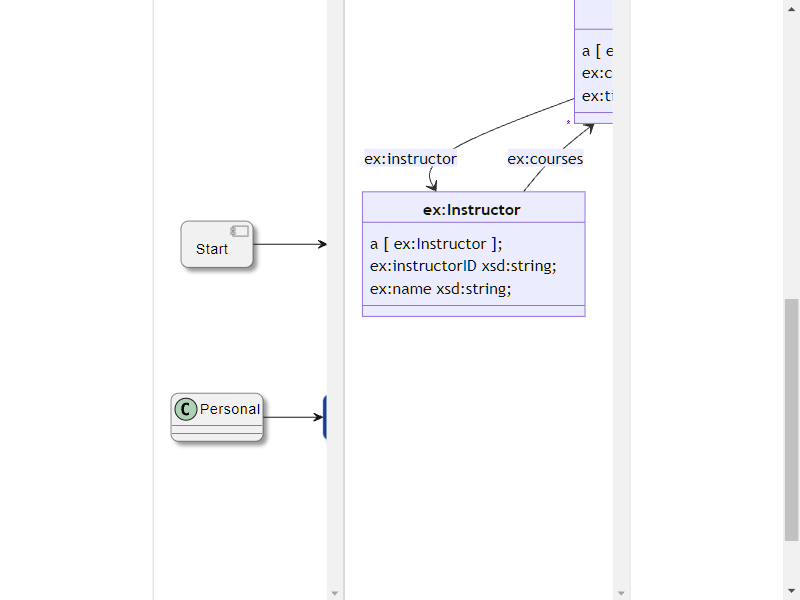 a [ e
ex:c
ex:ti
*
ex:instructor
ex:courses
ex:Instructor
a [ ex:Instructor ];
ex:instructorID xsd:string;
ex:name xsd:string;
Start
C Personal